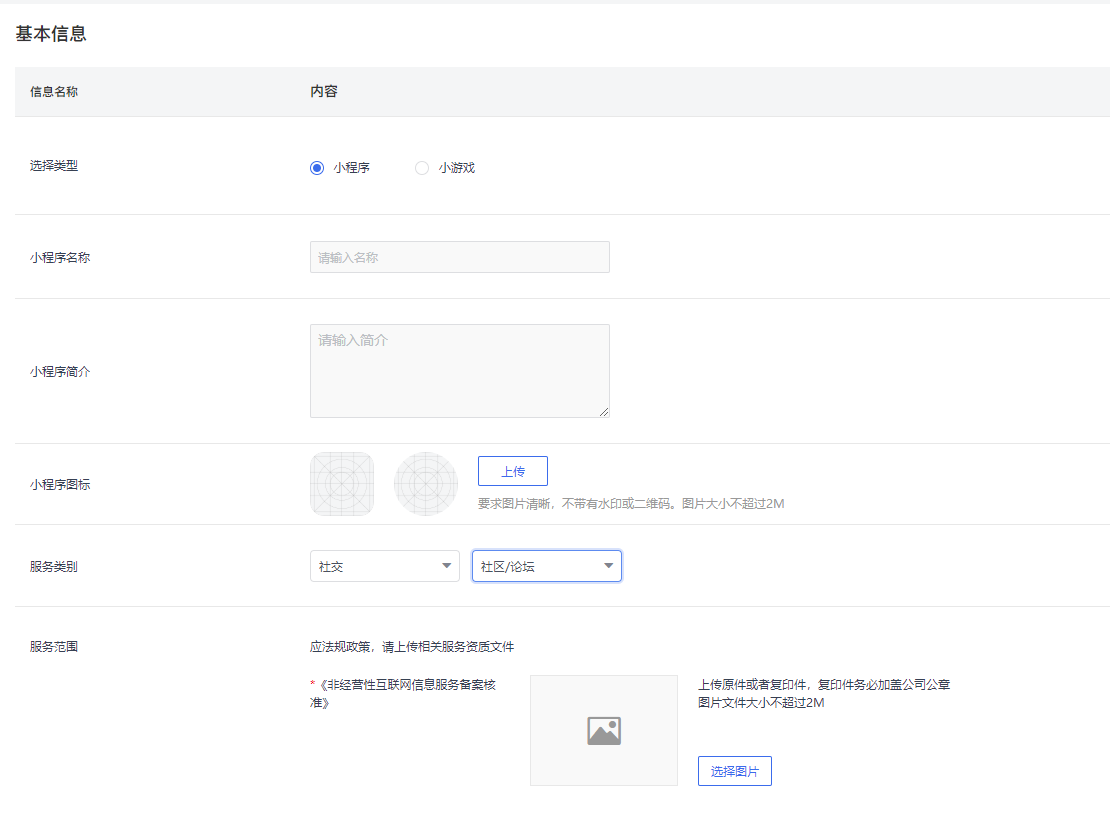 基本信息
信息名称 内容
选择类型 小程序 小游戏
小程序名称 请输入名称
小程序简介 请输入简介
小程序图标 上传
要求图片清晰，不带有水印或二维码。图片大小不超过2M
服务类别 社交 社区/论坛
服务范围 应法规政策，请上传相关服务资质文件
*《非经营性互联网信息服务备案核
准》
上传原件或者复印件，复印件务必加盖公司公章
图片文件大小不超过2M
选择图片